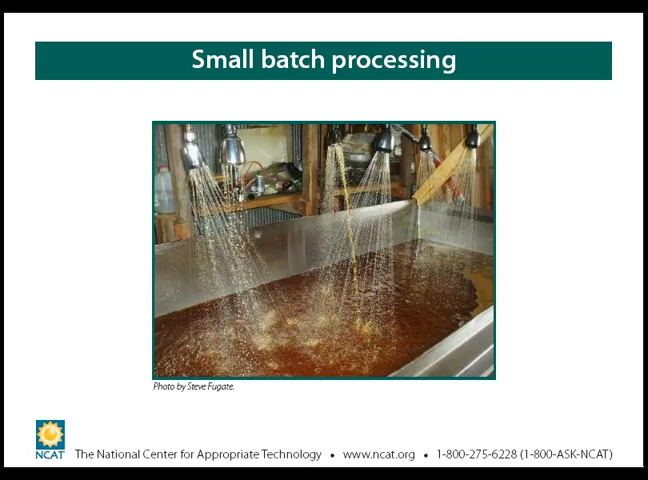 Small batch processing
Photo by Steve Fugate.
NCAT
The National Center for Appropriate Technology • www.ncat.org • 1-800-275-6228 (1-800-ASK-NCAT)